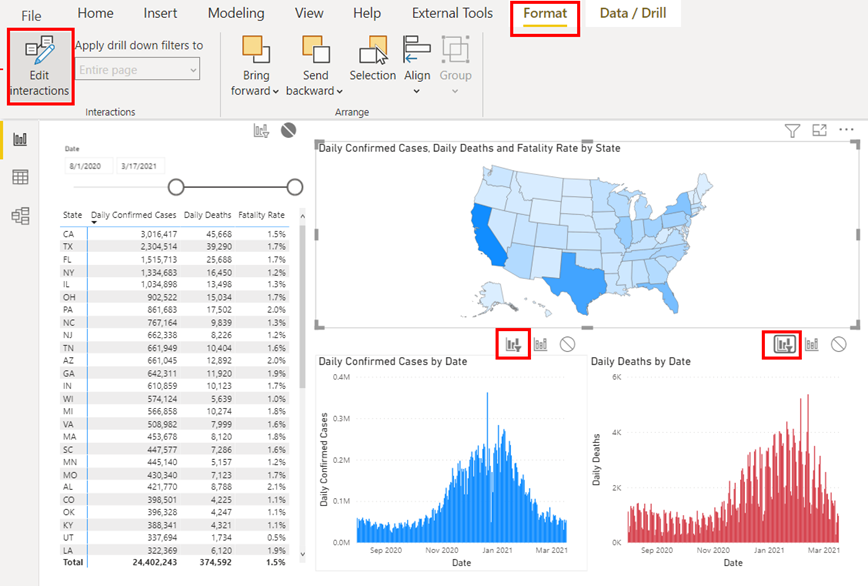 File Home Insert Modeling View Help External Tools Format Data / Drill
Edit interactions
Apply drill down filters to
Entire page
Bring forward
Send backward
Selection
Align
Group
Interactions
Arrange
Date
8/1/2020 3/17/2021
State Daily Confirmed Cases Daily Deaths Fatality Rate
CA 3,016,417 45,668 1.5%
TX 2,304,514 39,290 1.7%
FL 1,515,713 25,688 1.7%
NY 1,334,683 16,450 1.2%
IL 1,034,898 13,498 1.3%
OH 902,522 15,034 1.7%
PA 861,683 17,502 2.0%
NC 767,164 9,839 1.3%
NJ 662,338 8,226 1.2%
TN 661,949 10,404 1.6%
AZ 661,045 12,892 2.0%
GA 642,311 11,920 1.9%
IN 610,859 10,123 1.7%
WI 574,124 5,639 1.0%
MI 566,858 10,274 1.8%
VA 508,982 7,999 1.6%
MA 453,678 8,120 1.8%
SC 447,577 7,286 1.6%
MN 445,140 5,157 1.2%
MO 430,340 7,123 1.7%
AL 421,770 8,788 2.1%
CO 398,501 4,225 1.1%
OK 396,328 4,247 1.1%
KY 388,341 4,321 1.1%
UT 337,694 1,734 0.5%
LA 322,369 6,120 1.9%
Total 24,402,243 374,592 1.5%
Daily Confirmed Cases, Daily Deaths and Fatality Rate by State
Daily Confirmed Cases by Date
Daily Confirmed Cases
0.4M
0.3M
0.2M
0.1M
0.0M
Sep 2020 Nov 2020 Jan 2021 Mar 2021
Date
Daily Deaths by Date
Daily Deaths
6K
4K
2K
0K
Sep 2020 Nov 2020 Jan 2021 Mar 2021
Date